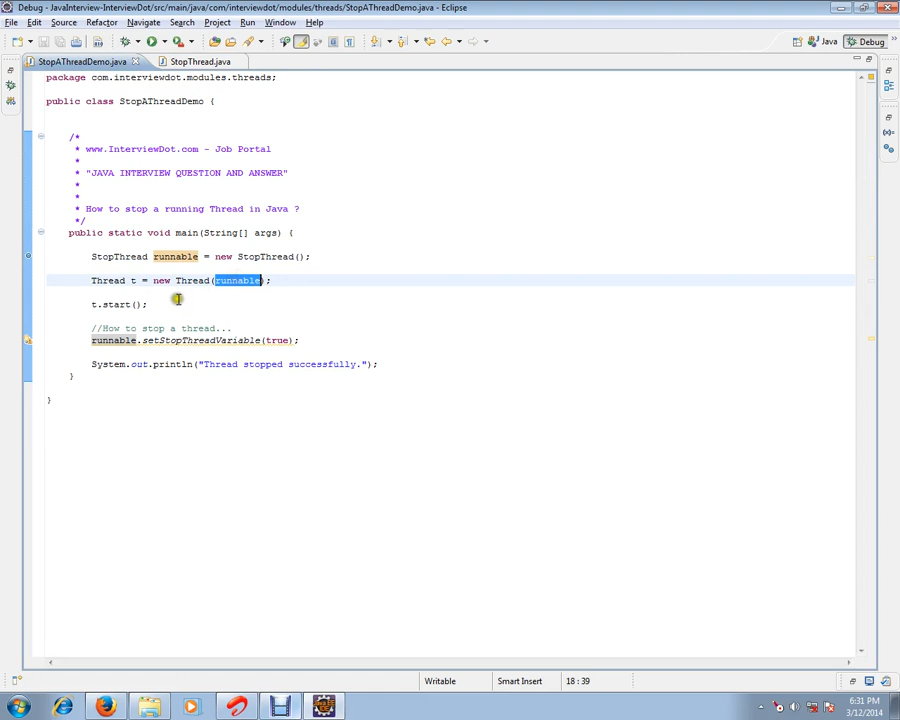 Debug - JavaInterview-InterviewDot/src/main/java/com/interviewdot/modules/threads/StopAThreadDemo.java - Eclipse
File Edit Source Refactor Navigate Search Project Run Window Help
Java Debug
StopAThreadDemo.java StopThread.java
package com.interviewdot.modules.threads;
public class StopAThreadDemo {
/*
* www.InterviewDot.com - Job Portal
*
* "JAVA INTERVIEW QUESTION AND ANSWER"
*
*
* How to stop a running Thread in Java ?
*/
public static void main(String[] args) {
StopThread runnable = new StopThread();
Thread t = new Thread(runnable);
t.start();
//How to stop a thread...
runnable.setStopThreadVariable(true);
System.out.println("Thread stopped successfully.");
}
}
Writable Smart Insert 18 : 39
6:31 PM
3/12/2014